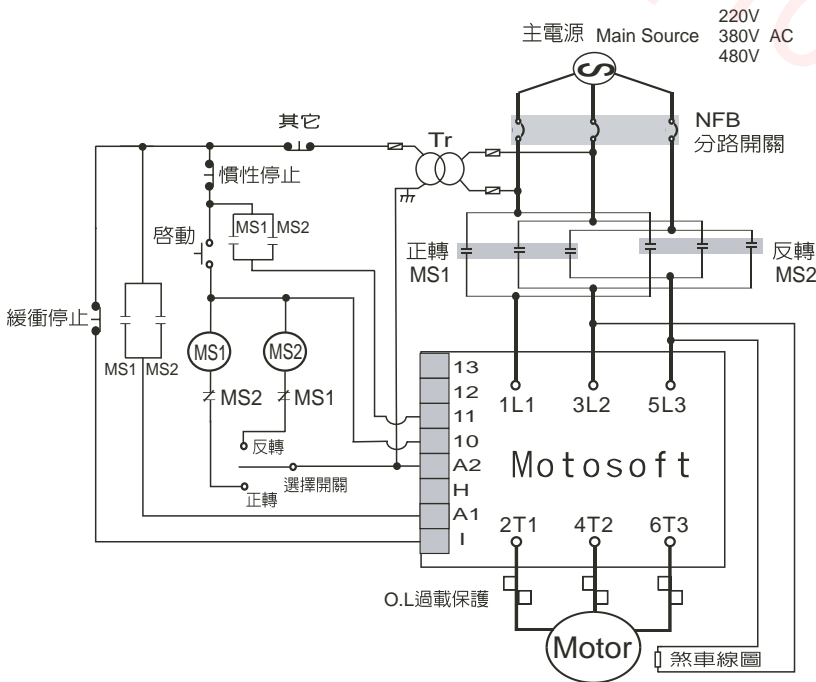 220V
主電源 Main Source 380V AC
480V
S
NFB
分路開關
其它
Tr
慣性停止
啓動
MS1 MS2
正轉
MS1
反轉
MS2
緩衝停止
MS1 MS2
MS1 MS2
MS2 MS1
反轉
正轉
選擇開關
13
12
11
10
A2
H
A1
I
1L1 3L2 5L3
Motosoft
2T1 4T2 6T3
O.L過載保護
Motor
煞車線圖